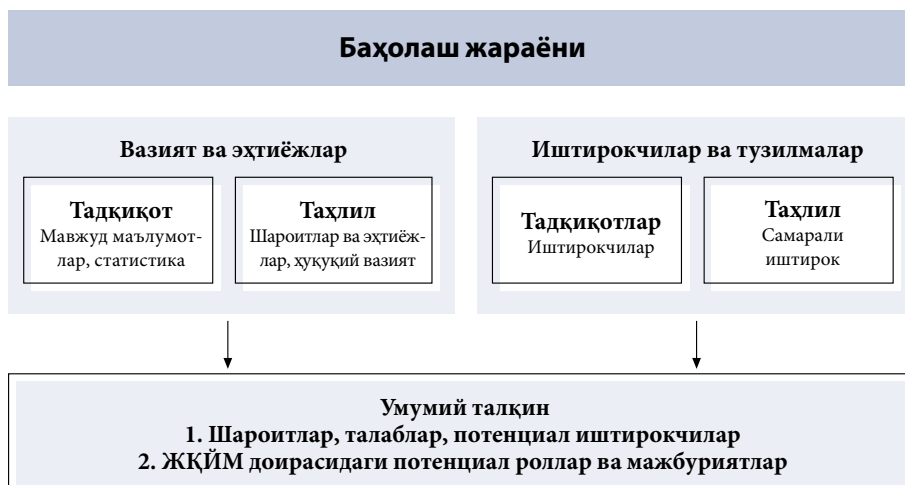 Баҳолаш жараёни
Вазият ва эҳтиёжлар
Тадқиқот
Мавжуд маълумот-
лар, статистика
Таҳлил
Шароитлар ва эҳтиёж-
лар, ҳуқуқий вазият
Иштирокчилар ва тузилмалар
Тадқиқотлар
Иштирокчилар
Таҳлил
Самарали
иштирок
Умумий талқин
1. Шароитлар, талаблар, потенциал иштирокчилар
2. ЖҚЙМ доирасидаги потенциал роллар ва мажбуриятлар